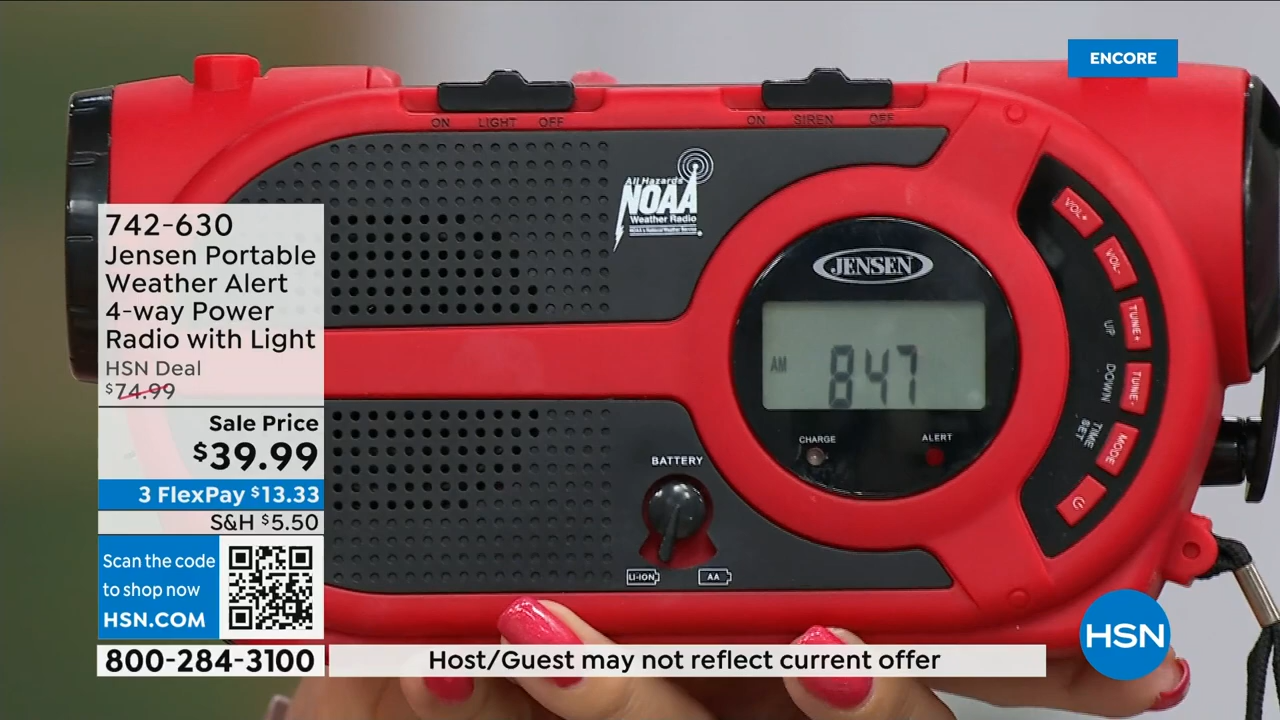 ENCORE
ON LIGHT OFF
ON SIREN OFF
All Hazards
NOAA
Weather Radio
VOL+
VOL-
TUNE+
UP
TUNE-
DOWN
MODE
TIME SET
JENSEN
AM 847
CHARGE
ALERT
BATTERY
LI-ION
AA
742-630
Jensen Portable
Weather Alert
4-way Power
Radio with Light
HSN Deal
$74.99
Sale Price
$39.99
3 FlexPay $13.33
S&H $5.50
Scan the code
to shop now
HSN.COM
800-284-3100
Host/Guest may not reflect current offer
HSN